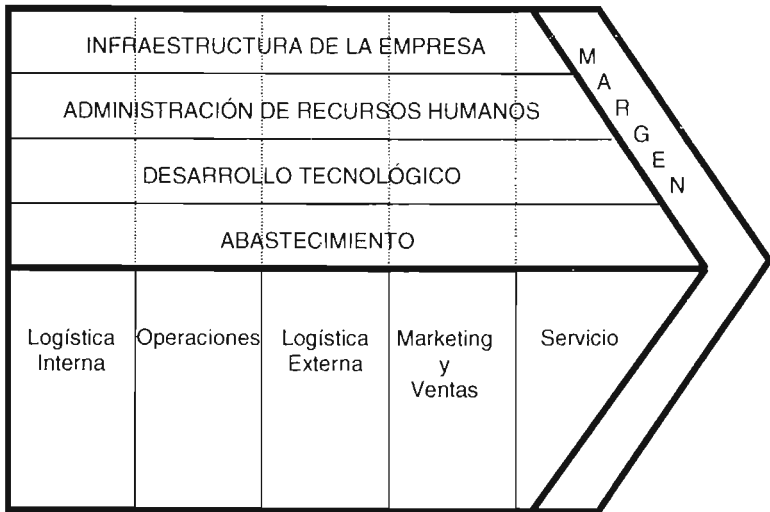 INFRAESTRUCTURA DE LA EMPRESA
ADMINISTRACIÓN DE RECURSOS HUMANOS
DESARROLLO TECNOLÓGICO
ABASTECIMIENTO
MARGEN
Logística
Interna
Operaciones
Logística
Externa
Marketing
y
Ventas
Servicio